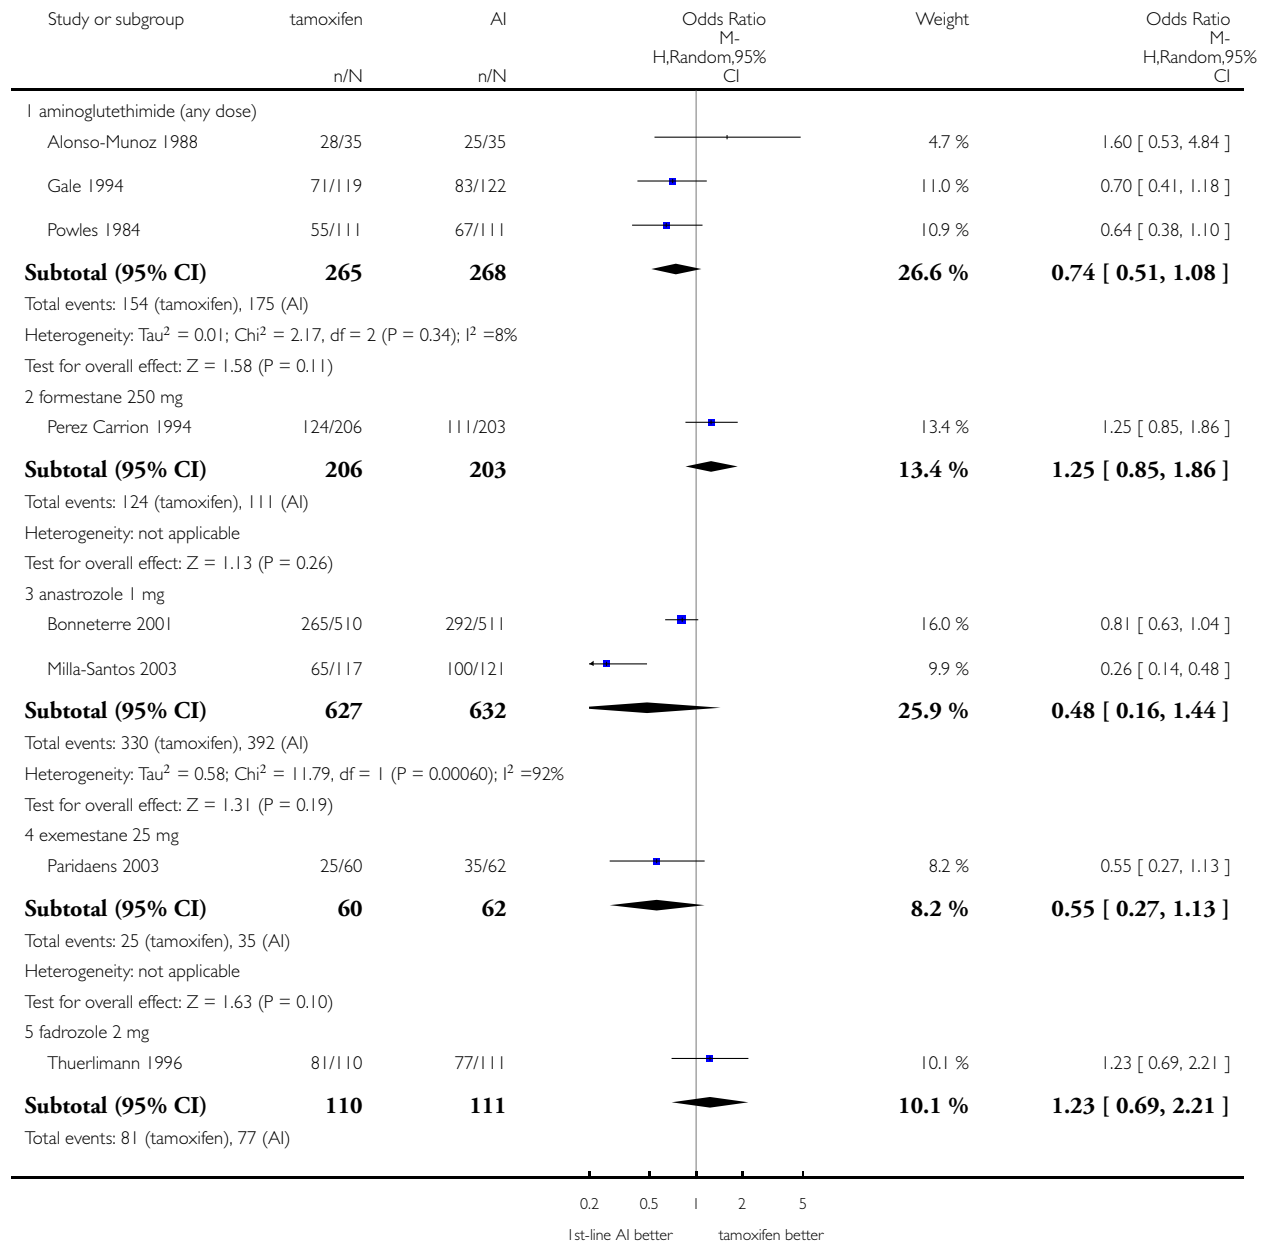 Study or subgroup tamoxifen AI Odds Ratio Weight Odds Ratio
M- M-
H,Random,95% H,Random,95%
n/N n/N CI CI
1 aminoglutethimide (any dose)
Alonso-Munoz 1988 28/35 25/35 4.7 % 1.60 [ 0.53, 4.84 ]
Gale 1994 71/119 83/122 11.0 % 0.70 [ 0.41, 1.18 ]
Powles 1984 55/111 67/111 10.9 % 0.64 [ 0.38, 1.10 ]
Subtotal (95% CI) 265 268 26.6 % 0.74 [ 0.51, 1.08 ]
Total events: 154 (tamoxifen), 175 (AI)
Heterogeneity: Tau² = 0.01; Chi² = 2.17, df = 2 (P = 0.34); I² =8%
Test for overall effect: Z = 1.58 (P = 0.11)
2 formestane 250 mg
Perez Carrion 1994 124/206 111/203 13.4 % 1.25 [ 0.85, 1.86 ]
Subtotal (95% CI) 206 203 13.4 % 1.25 [ 0.85, 1.86 ]
Total events: 124 (tamoxifen), 111 (AI)
Heterogeneity: not applicable
Test for overall effect: Z = 1.13 (P = 0.26)
3 anastrozole 1 mg
Bonneterre 2001 265/510 292/511 16.0 % 0.81 [ 0.63, 1.04 ]
Milla-Santos 2003 65/117 100/121 9.9 % 0.26 [ 0.14, 0.48 ]
Subtotal (95% CI) 627 632 25.9 % 0.48 [ 0.16, 1.44 ]
Total events: 330 (tamoxifen), 392 (AI)
Heterogeneity: Tau² = 0.58; Chi² = 11.79, df = 1 (P = 0.00060); I² =92%
Test for overall effect: Z = 1.31 (P = 0.19)
4 exemestane 25 mg
Paridaens 2003 25/60 35/62 8.2 % 0.55 [ 0.27, 1.13 ]
Subtotal (95% CI) 60 62 8.2 % 0.55 [ 0.27, 1.13 ]
Total events: 25 (tamoxifen), 35 (AI)
Heterogeneity: not applicable
Test for overall effect: Z = 1.63 (P = 0.10)
5 fadrozole 2 mg
Thuerlimann 1996 81/110 77/111 10.1 % 1.23 [ 0.69, 2.21 ]
Subtotal (95% CI) 110 111 10.1 % 1.23 [ 0.69, 2.21 ]
Total events: 81 (tamoxifen), 77 (AI)
0.2 0.5 1 2 5
1st-line AI better tamoxifen better